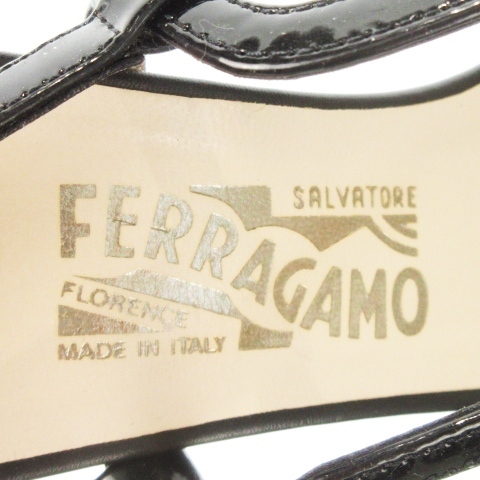 SALVATORE
FERRAGAMO
FLORENCE
MADE IN ITALY